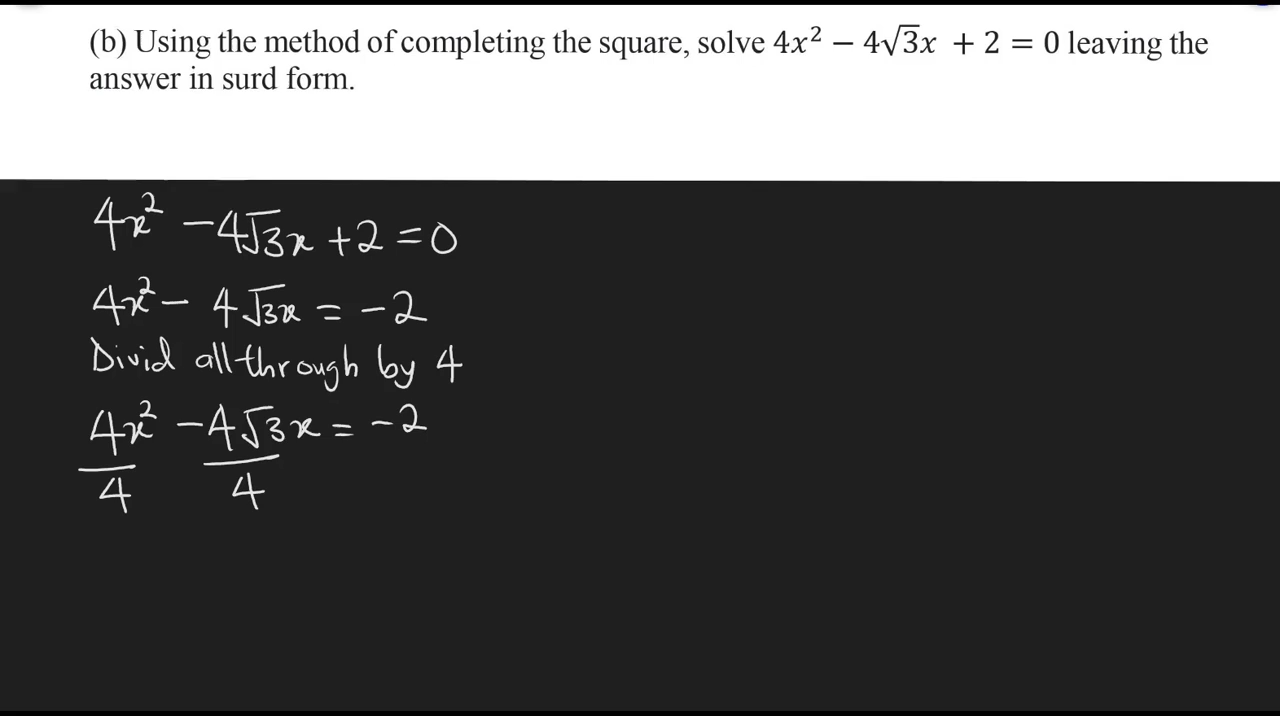 (b) Using the method of completing the square, solve 4x² − 4√3x + 2 = 0 leaving the
answer in surd form.
4x² − 4√3x + 2 = 0
4x² − 4√3x = −2
Divid all through by 4
4x²/4 − 4√3x/4 = −2